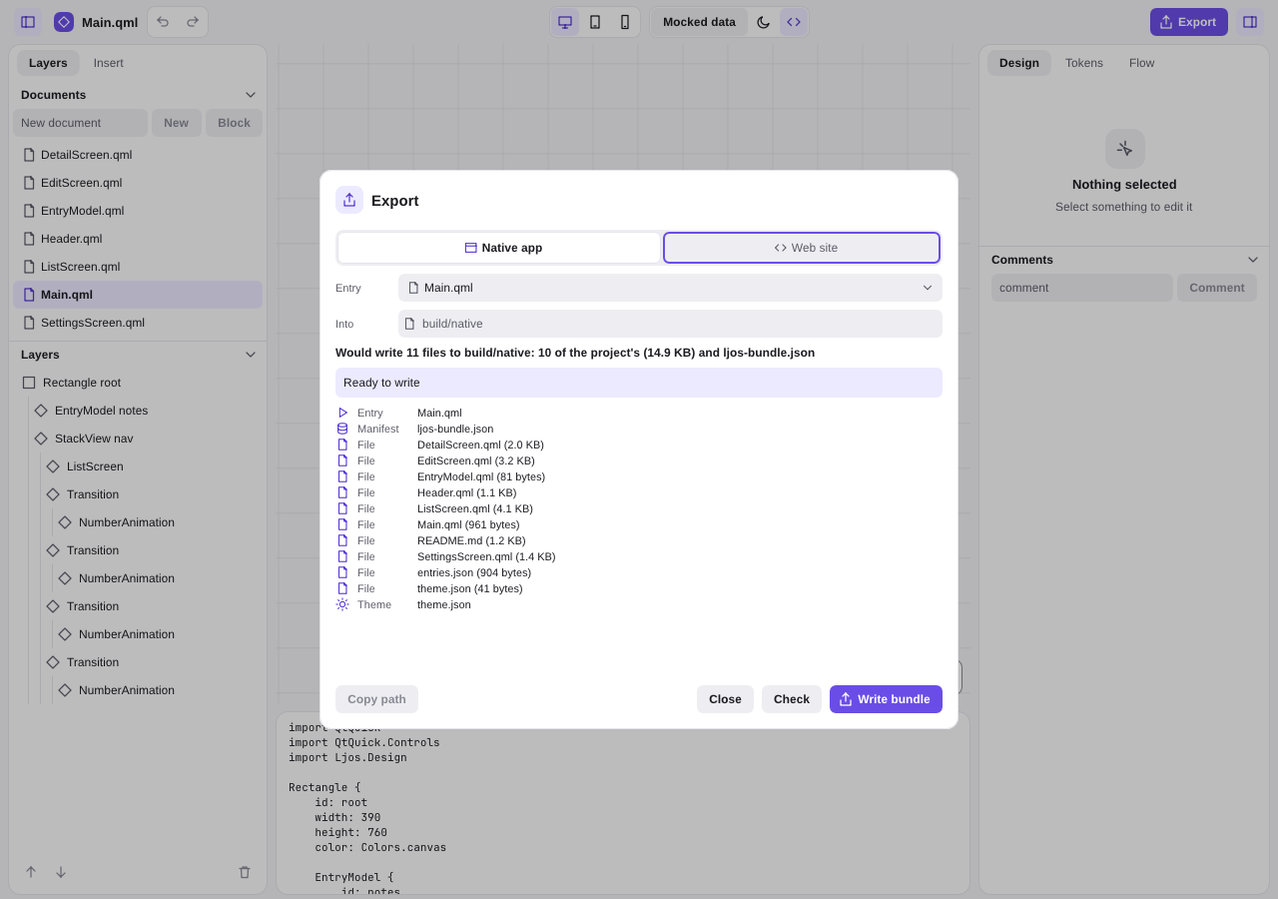 Main.qml
Mocked data
Export
Layers Insert
Documents
New document New Block
DetailScreen.qml
EditScreen.qml
EntryModel.qml
Header.qml
ListScreen.qml
Main.qml
SettingsScreen.qml
Layers
Rectangle root
EntryModel notes
StackView nav
ListScreen
Transition
NumberAnimation
Transition
NumberAnimation
Transition
NumberAnimation
Transition
NumberAnimation
Export
Native app Web site
Entry Main.qml
Into build/native
Would write 11 files to build/native: 10 of the project's (14.9 KB) and ljos-bundle.json
Ready to write
Entry Main.qml
Manifest ljos-bundle.json
File DetailScreen.qml (2.0 KB)
File EditScreen.qml (3.2 KB)
File EntryModel.qml (81 bytes)
File Header.qml (1.1 KB)
File ListScreen.qml (4.1 KB)
File Main.qml (961 bytes)
File README.md (1.2 KB)
File SettingsScreen.qml (1.4 KB)
File entries.json (904 bytes)
File theme.json (41 bytes)
Theme theme.json
Copy path Close Check Write bundle
import QtQuick
import QtQuick.Controls
import Ljos.Design
Rectangle {
id: root
width: 390
height: 760
color: Colors.canvas
EntryModel {
id: notes
Design Tokens Flow
Nothing selected
Select something to edit it
Comments
comment Comment